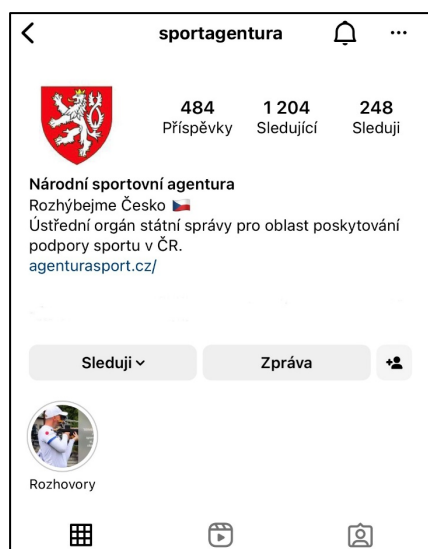 sportagentura
484 1 204 248
Příspěvky Sledující Sleduji
Národní sportovní agentura
Rozhýbejme Česko 🇨🇿
Ústřední orgán státní správy pro oblast poskytování
podpory sportu v ČR.
agenturasport.cz/
Sleduji Zpráva
Rozhovory